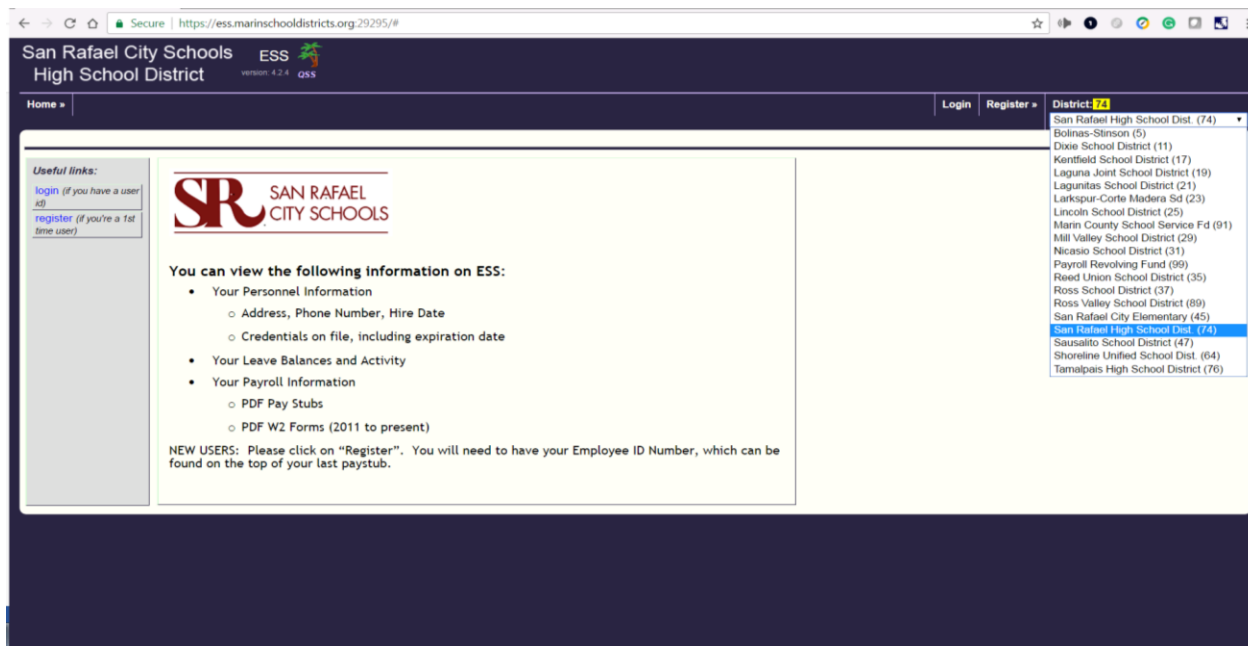 Secure | https://ess.marinschooldistricts.org:29295/#
San Rafael City Schools
High School District
ESS
version: 4.2.4 QSS
Home »
Login
Register »
District:74
San Rafael High School Dist. (74)
Bolinas-Stinson (5)
Dixie School District (11)
Kentfield School District (17)
Laguna Joint School District (19)
Lagunitas School District (21)
Larkspur-Corte Madera Sd (23)
Lincoln School District (25)
Marin County School Service Fd (91)
Mill Valley School District (29)
Nicasio School District (31)
Payroll Revolving Fund (99)
Reed Union School District (35)
Ross School District (37)
Ross Valley School District (89)
San Rafael City Elementary (45)
San Rafael High School Dist. (74)
Sausalito School District (47)
Shoreline Unified School Dist. (64)
Tamalpais High School District (76)
Useful links:
login (if you have a user
id)
register (if you're a 1st
time user)
SR SAN RAFAEL
CITY SCHOOLS
You can view the following information on ESS:
• Your Personnel Information
o Address, Phone Number, Hire Date
o Credentials on file, including expiration date
• Your Leave Balances and Activity
• Your Payroll Information
o PDF Pay Stubs
o PDF W2 Forms (2011 to present)
NEW USERS: Please click on “Register”. You will need to have your Employee ID Number, which can be
found on the top of your last paystub.